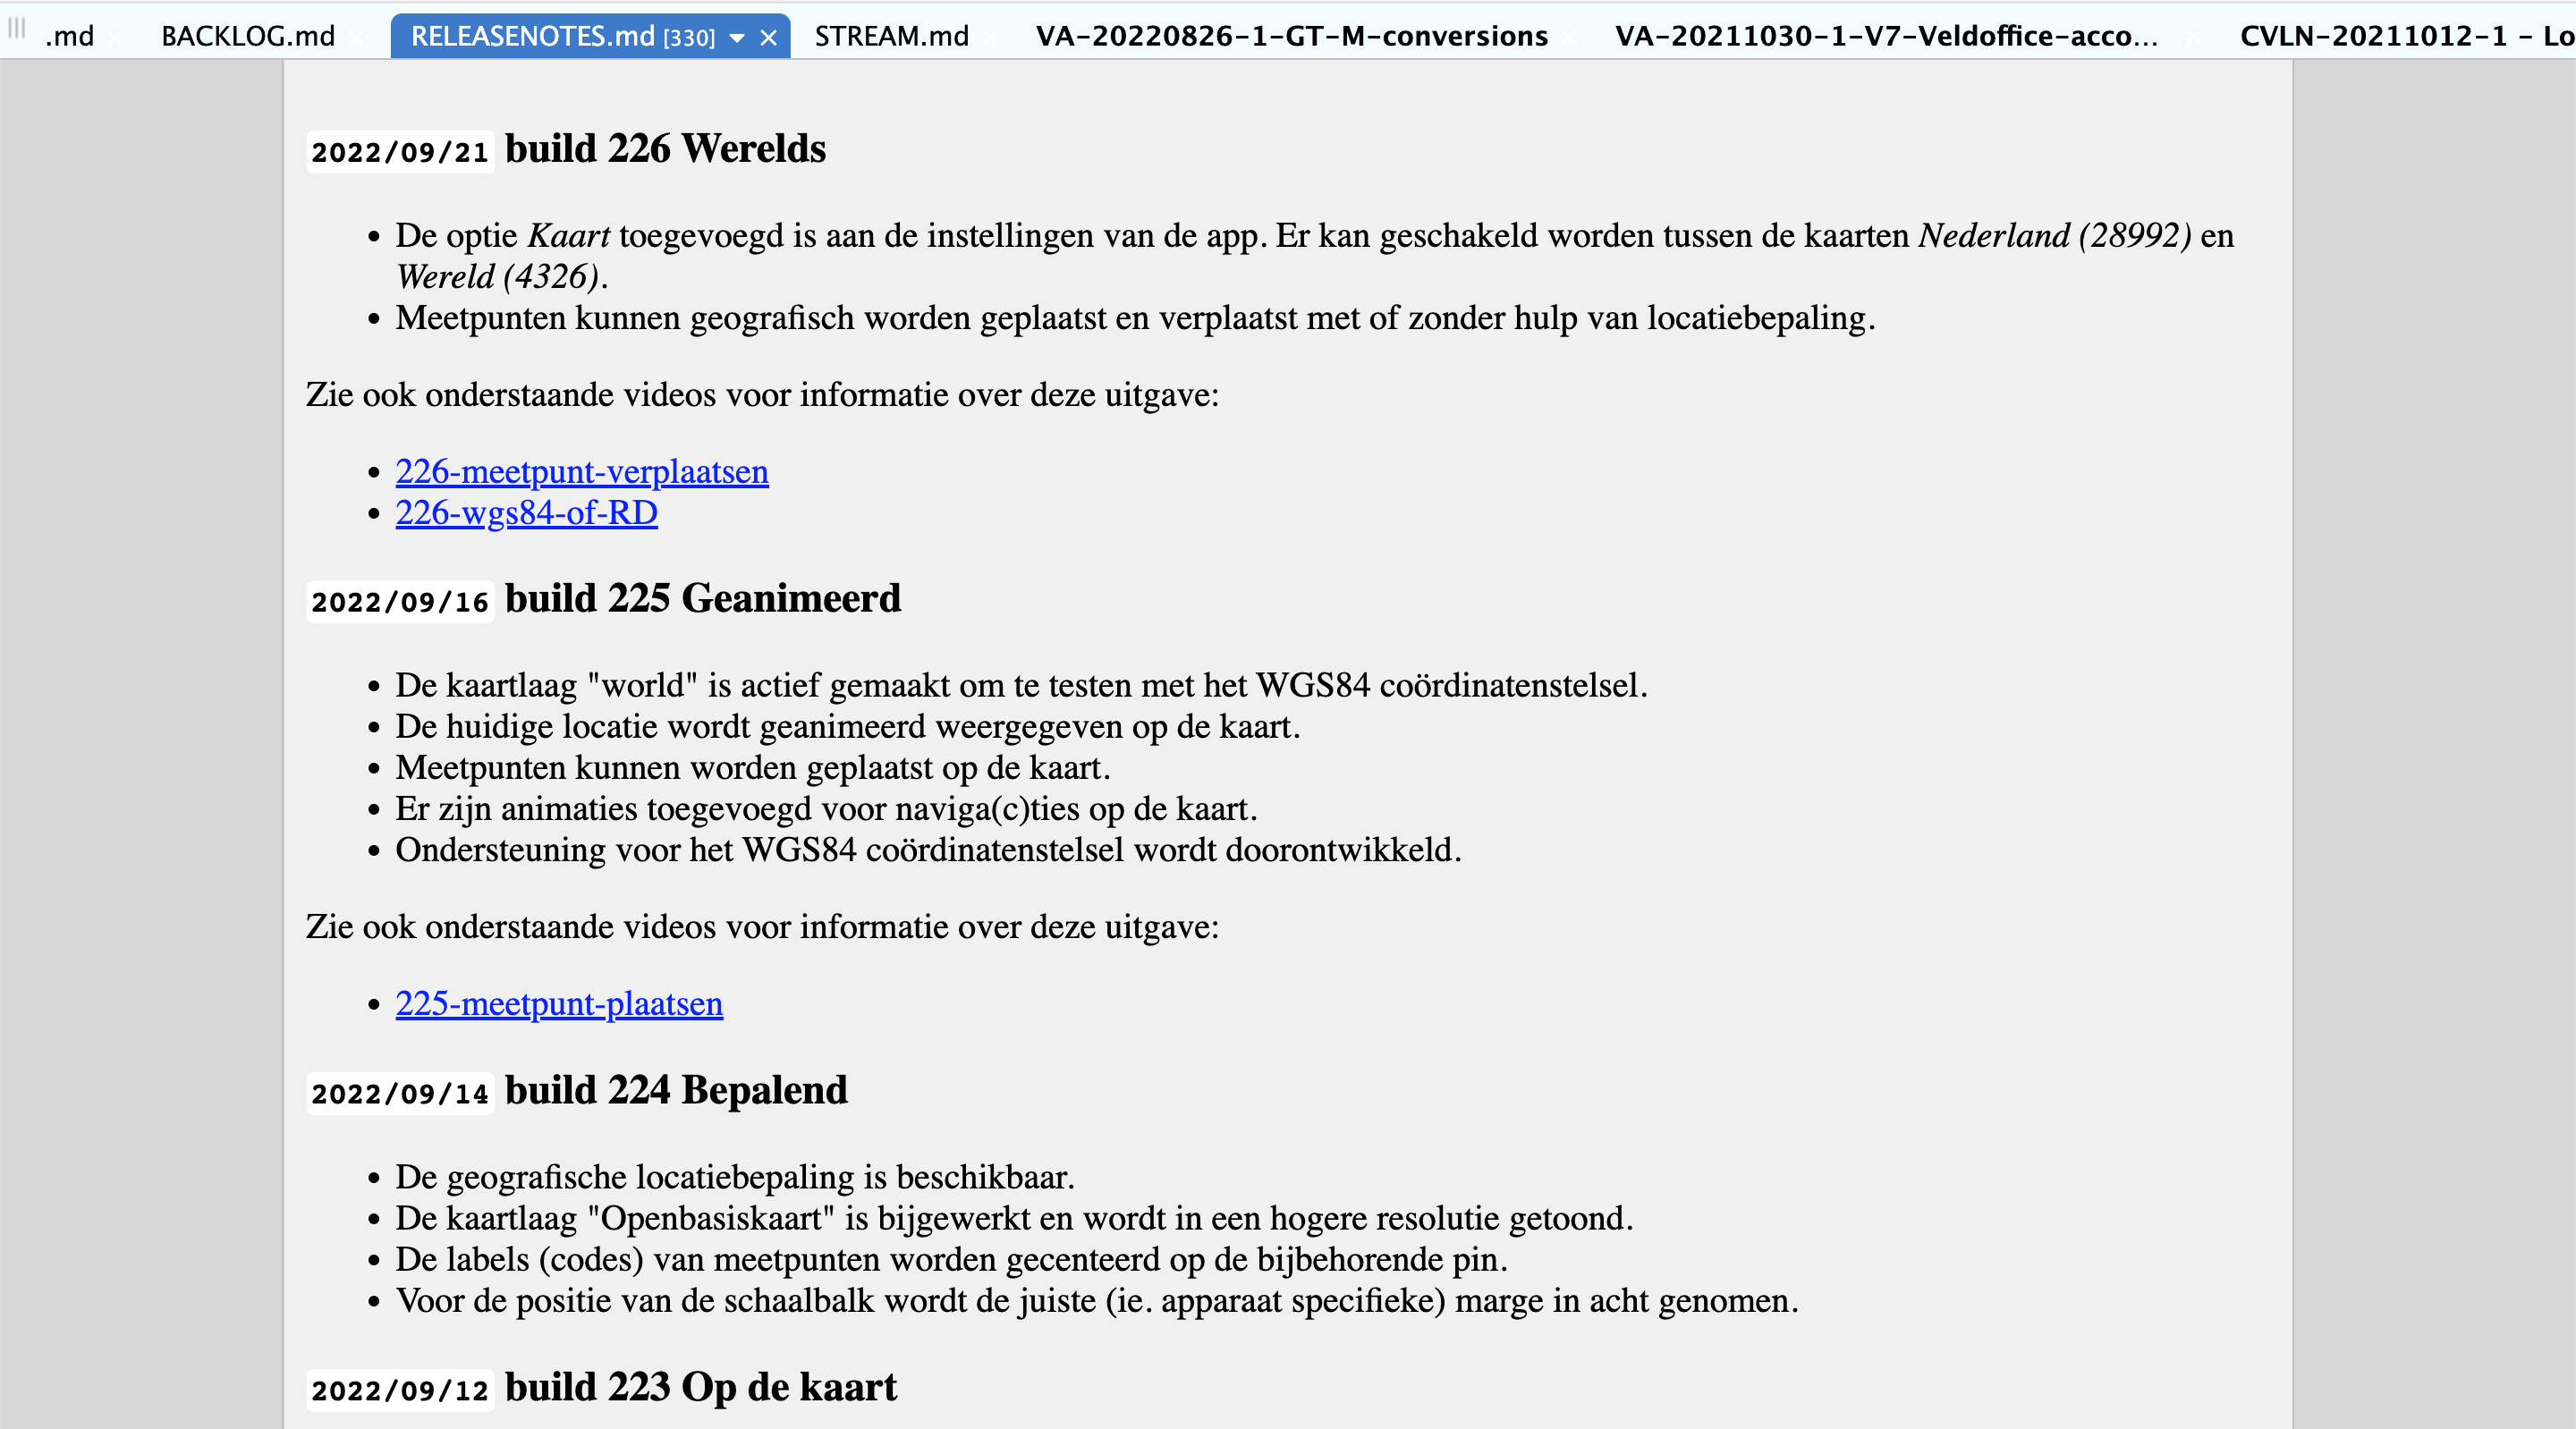 .md BACKLOG.md RELEASENOTES.md [330] STREAM.md VA-20220826-1-GT-M-conversions VA-20211030-1-V7-Veldoffice-acco... CVLN-20211012-1 - Lo
2022/09/21 build 226 Werelds
• De optie Kaart toegevoegd is aan de instellingen van de app. Er kan geschakeld worden tussen de kaarten Nederland (28992) en
Wereld (4326).
• Meetpunten kunnen geografisch worden geplaatst en verplaatst met of zonder hulp van locatiebepaling.
Zie ook onderstaande videos voor informatie over deze uitgave:
• 226-meetpunt-verplaatsen
• 226-wgs84-of-RD
2022/09/16 build 225 Geanimeerd
• De kaartlaag "world" is actief gemaakt om te testen met het WGS84 coördinatenstelsel.
• De huidige locatie wordt geanimeerd weergegeven op de kaart.
• Meetpunten kunnen worden geplaatst op de kaart.
• Er zijn animaties toegevoegd voor naviga(c)ties op de kaart.
• Ondersteuning voor het WGS84 coördinatenstelsel wordt doorontwikkeld.
Zie ook onderstaande videos voor informatie over deze uitgave:
• 225-meetpunt-plaatsen
2022/09/14 build 224 Bepalend
• De geografische locatiebepaling is beschikbaar.
• De kaartlaag "Openbasiskaart" is bijgewerkt en wordt in een hogere resolutie getoond.
• De labels (codes) van meetpunten worden gecenteerd op de bijbehorende pin.
• Voor de positie van de schaalbalk wordt de juiste (ie. apparaat specifieke) marge in acht genomen.
2022/09/12 build 223 Op de kaart